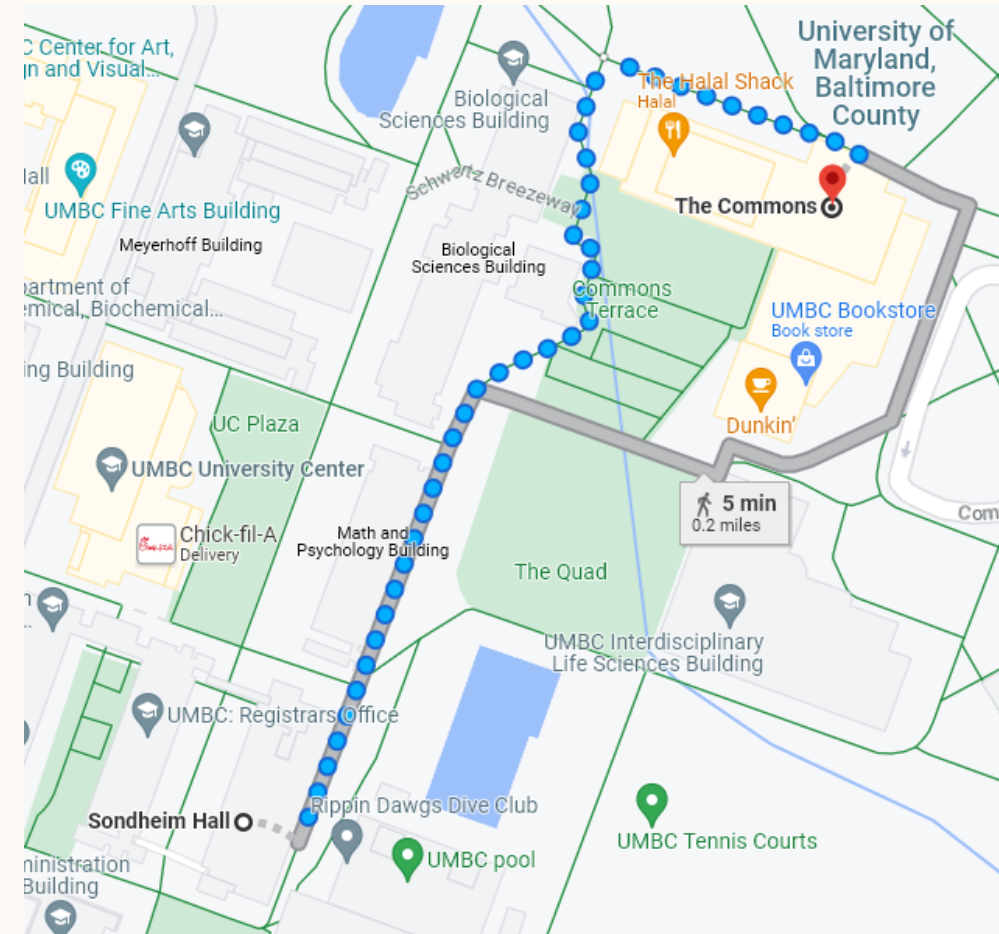 C Center for Art,
gn and Visual...
University of
Maryland,
Baltimore
County
The Halal Shack
Halal
Biological
Sciences Building
Schwartz Breezeway
UMBC Fine Arts Building
The Commons
Meyerhoff Building
Biological
Sciences Building
Commons
Terrace
UMBC Bookstore
Book store
Dunkin'
UC Plaza
UMBC University Center
5 min
0.2 miles
Chick-fil-A
Delivery
Math and
Psychology Building
The Quad
UMBC Interdisciplinary
Life Sciences Building
UMBC: Registrars Office
Sondheim Hall
Rippin Dawgs Dive Club
UMBC Tennis Courts
UMBC pool
ministration
Building
artment of
emical, Biochemical...
ing Building
Com